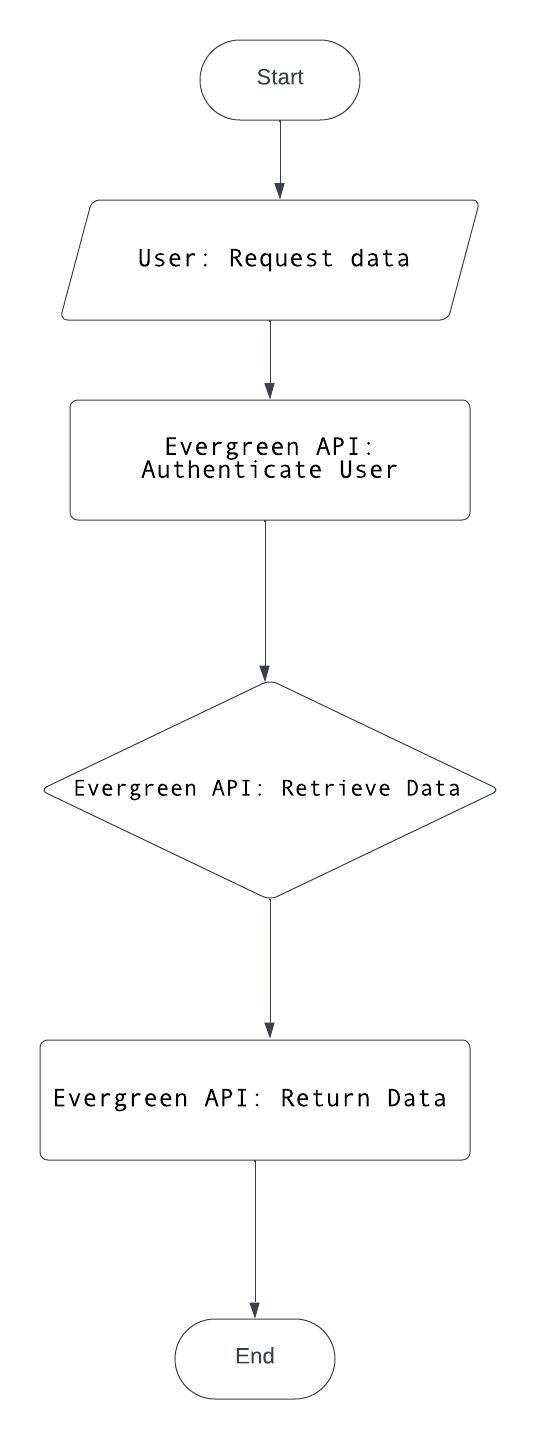 Start
User: Request data
Evergreen API:
Authenticate User
Evergreen API: Retrieve Data
Evergreen API: Return Data
End